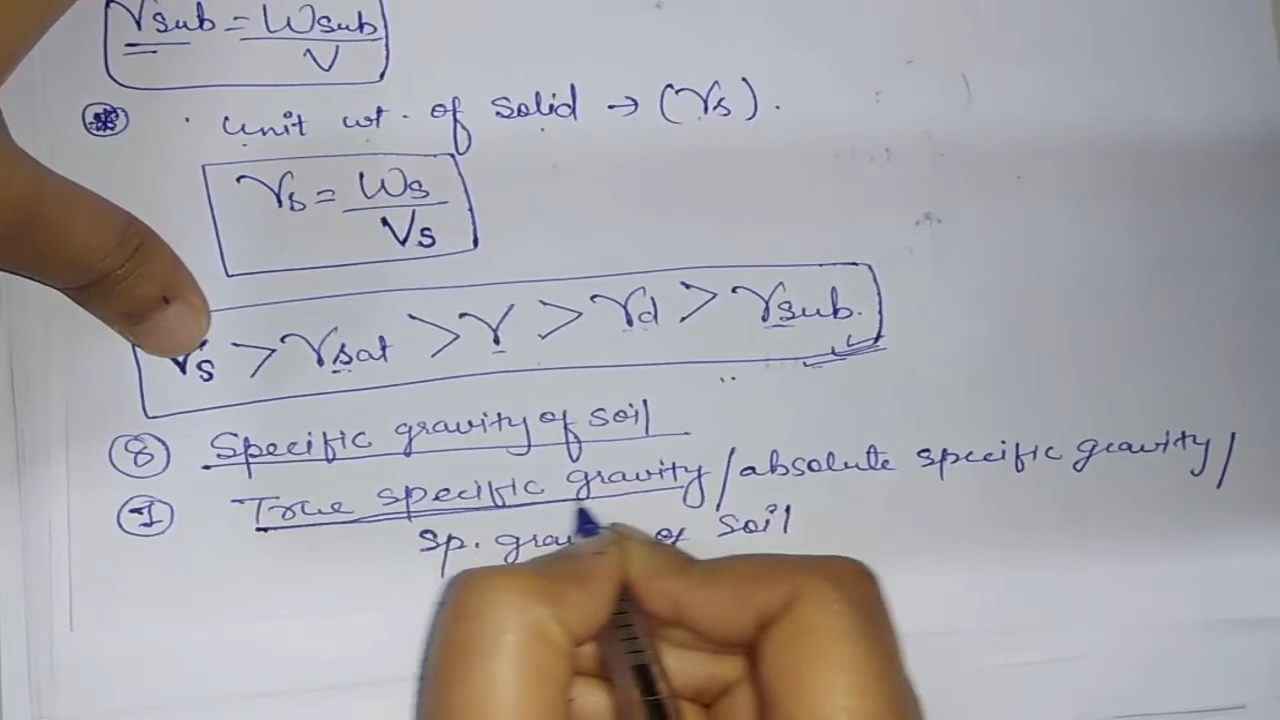 γsub = Wsub / V
unit wt. of solid → (γs).
γs = Ws / Vs
γs > γsat > γ > γd > γsub.
8 Specific gravity of soil
I True specific gravity / absolute specific gravity /
sp. of soil